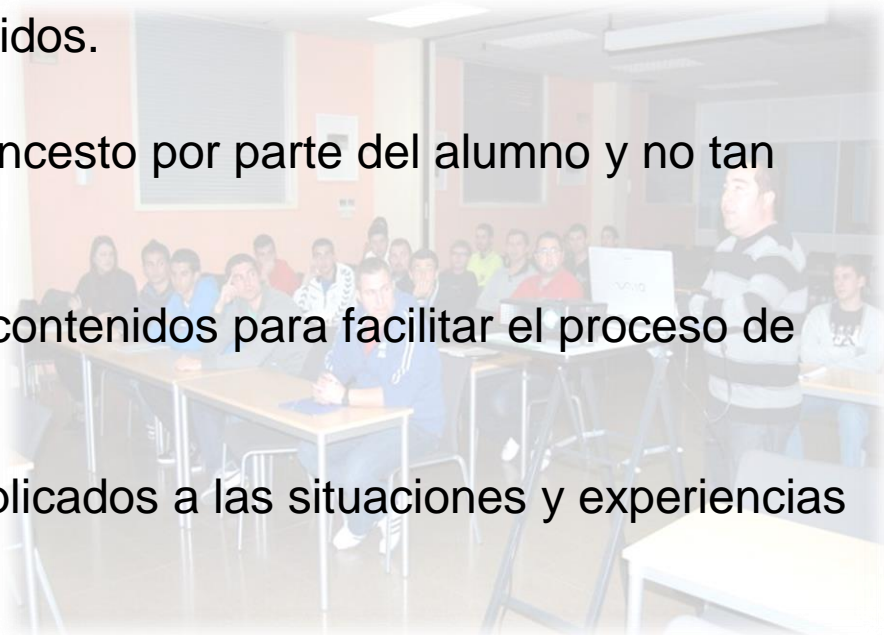 idos.
ncesto por parte del alumno y no tan
contenidos para facilitar el proceso de
plicados a las situaciones y experiencias